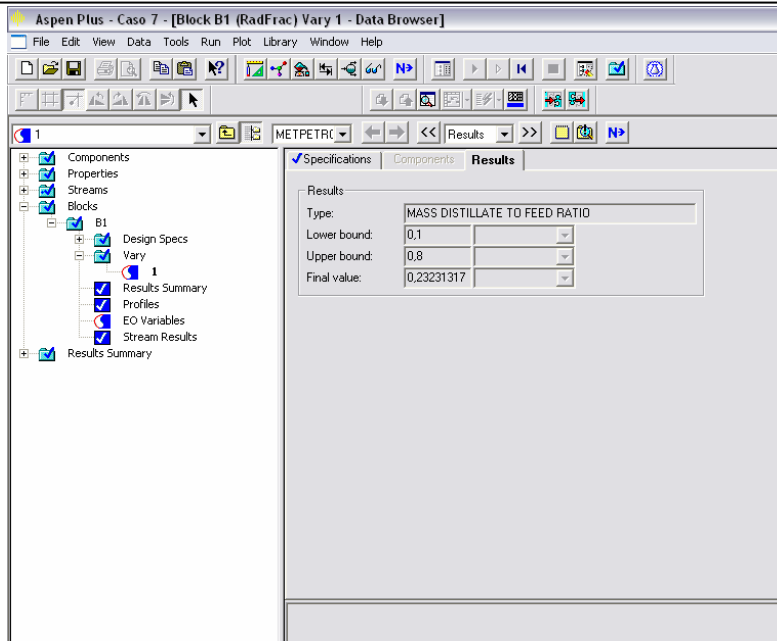 Aspen Plus - Caso 7 - [Block B1 (RadFrac) Vary 1 - Data Browser]
File Edit View Data Tools Run Plot Library Window Help
N>
1 METPETR( << Results >> N>
Components
Properties
Streams
Blocks
B1
Design Specs
Vary
1
Results Summary
Profiles
EO Variables
Stream Results
Results Summary
Specifications Components Results
Results
Type: MASS DISTILLATE TO FEED RATIO
Lower bound: 0,1
Upper bound: 0,8
Final value: 0,23231317